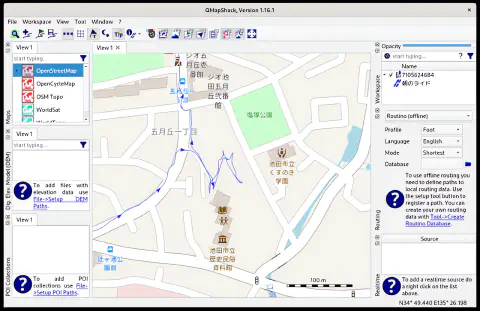 QMapShack, Version 1.16.1
File Workspace View Tool Window ?
View 1
start typing...
OpenStreetMap
OpenCycleMap
OSM Topo
WorldSat
Maps
View 1
start typing...
To add files with
elevation data use
File->Setup DEM
Paths.
Dig. Elev. Model (DEM)
View 1
To add POI
collections use File-
>Setup POI Paths.
POI Collections
View 1
五月丘一丁目
塩塚公園
池田市立
くすのき
学園
池田市立
歴史民俗
資料館
100 m
Opacity
start typing...
Name
7105624684
朝のライド
Workspace
Routino (offline)
Profile Foot
Language English
Mode Shortest
Database
To use offline routing you
need to define paths to
local routing data. Use
the setup tool button to
register a path. You can
create your own routing
data with Tool->Create
Routino Database.
Routing
Source
To add a realtime source do
a right click on the list
above.
Realtime
N34° 49.440 E135° 26.198